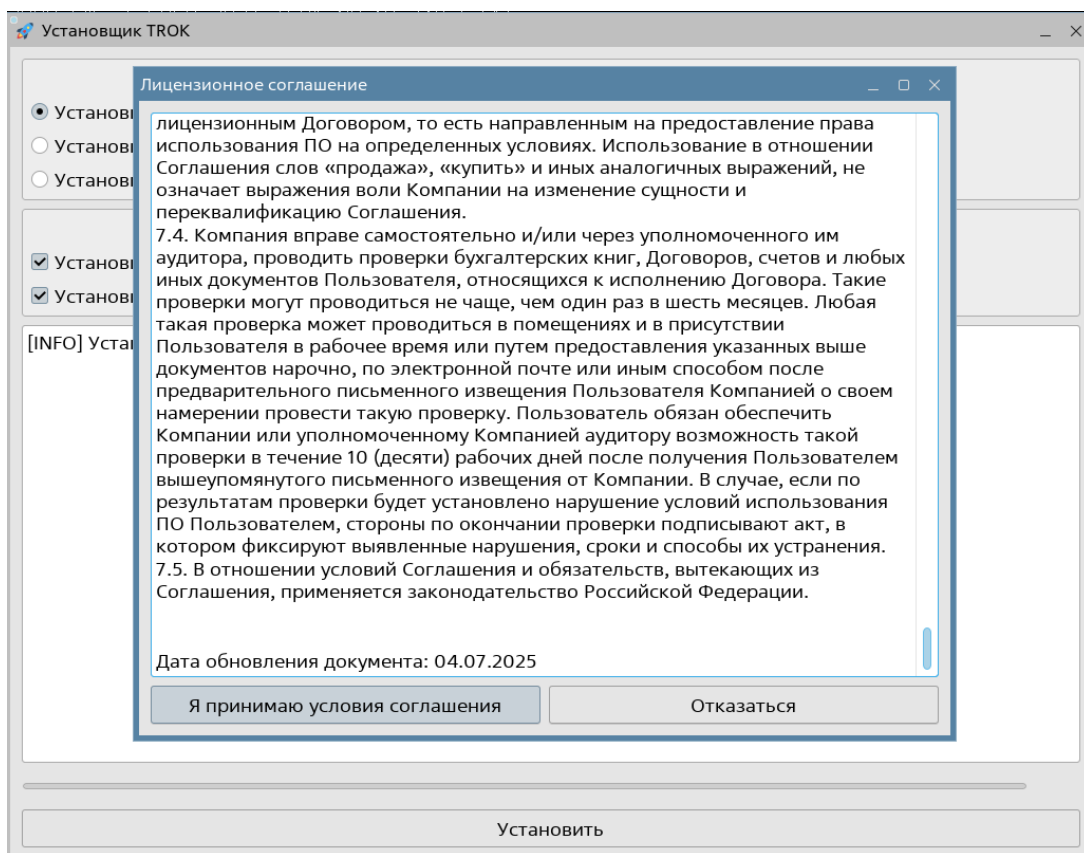 Установщик TROK
Лицензионное соглашение
лицензионным Договором, то есть направленным на предоставление права
использования ПО на определенных условиях. Использование в отношении
Соглашения слов «продажа», «купить» и иных аналогичных выражений, не
означает выражения воли Компании на изменение сущности и
переквалификацию Соглашения.
7.4. Компания вправе самостоятельно и/или через уполномоченного им
аудитора, проводить проверки бухгалтерских книг, Договоров, счетов и любых
иных документов Пользователя, относящихся к исполнению Договора. Такие
проверки могут проводиться не чаще, чем один раз в шесть месяцев. Любая
такая проверка может проводиться в помещениях и в присутствии
Пользователя в рабочее время или путем предоставления указанных выше
документов нарочно, по электронной почте или иным способом после
предварительного письменного извещения Пользователя Компанией о своем
намерении провести такую проверку. Пользователь обязан обеспечить
Компании или уполномоченному Компанией аудитору возможность такой
проверки в течение 10 (десяти) рабочих дней после получения Пользователем
вышеупомянутого письменного извещения от Компании. В случае, если по
результатам проверки будет установлено нарушение условий использования
ПО Пользователем, стороны по окончании проверки подписывают акт, в
котором фиксируют выявленные нарушения, сроки и способы их устранения.
7.5. В отношении условий Соглашения и обязательств, вытекающих из
Соглашения, применяется законодательство Российской Федерации.
Дата обновления документа: 04.07.2025
Я принимаю условия соглашения
Отказаться
[INFO]
Установить